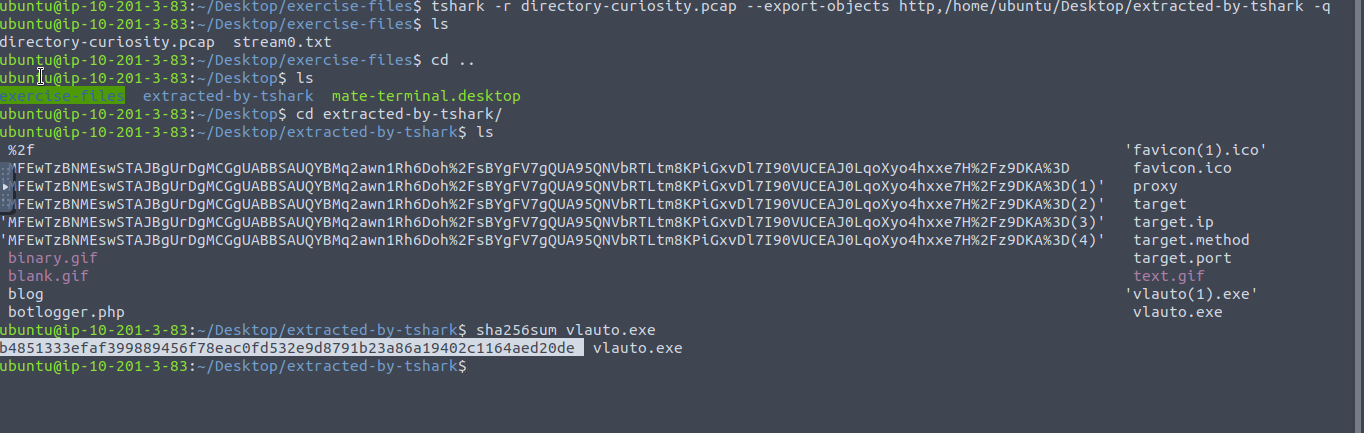 ubuntu@ip-10-201-3-83:~/Desktop/exercise-files$ tshark -r directory-curiosity.pcap --export-objects http,/home/ubuntu/Desktop/extracted-by-tshark -q
ubuntu@ip-10-201-3-83:~/Desktop/exercise-files$ ls
directory-curiosity.pcap  stream0.txt
ubuntu@ip-10-201-3-83:~/Desktop/exercise-files$ cd ..
ubuntu@ip-10-201-3-83:~/Desktop$ ls
exercise-files  extracted-by-tshark  mate-terminal.desktop
ubuntu@ip-10-201-3-83:~/Desktop$ cd extracted-by-tshark/
ubuntu@ip-10-201-3-83:~/Desktop/extracted-by-tshark$ ls
%2f 'favicon(1).ico'
MFEwTzBNMEswSTAJBgUrDgMCGgUABBSAUQYBMq2awn1Rh6Doh%2FsBYgFV7gQUA95QNVbRTLtm8KPiGxvDl7I90VUCEAJ0LqoXyo4hxxe7H%2Fz9DKA%3D favicon.ico
MFEwTzBNMEswSTAJBgUrDgMCGgUABBSAUQYBMq2awn1Rh6Doh%2FsBYgFV7gQUA95QNVbRTLtm8KPiGxvDl7I90VUCEAJ0LqoXyo4hxxe7H%2Fz9DKA%3D(1)' proxy
MFEwTzBNMEswSTAJBgUrDgMCGgUABBSAUQYBMq2awn1Rh6Doh%2FsBYgFV7gQUA95QNVbRTLtm8KPiGxvDl7I90VUCEAJ0LqoXyo4hxxe7H%2Fz9DKA%3D(2)' target
'MFEwTzBNMEswSTAJBgUrDgMCGgUABBSAUQYBMq2awn1Rh6Doh%2FsBYgFV7gQUA95QNVbRTLtm8KPiGxvDl7I90VUCEAJ0LqoXyo4hxxe7H%2Fz9DKA%3D(3)' target.ip
'MFEwTzBNMEswSTAJBgUrDgMCGgUABBSAUQYBMq2awn1Rh6Doh%2FsBYgFV7gQUA95QNVbRTLtm8KPiGxvDl7I90VUCEAJ0LqoXyo4hxxe7H%2Fz9DKA%3D(4)' target.method
binary.gif target.port
blank.gif text.gif
blog 'vlauto(1).exe'
botlogger.php vlauto.exe
ubuntu@ip-10-201-3-83:~/Desktop/extracted-by-tshark$ sha256sum vlauto.exe
b4851333efaf399889456f78eac0fd532e9d8791b23a86a19402c1164aed20de  vlauto.exe
ubuntu@ip-10-201-3-83:~/Desktop/extracted-by-tshark$